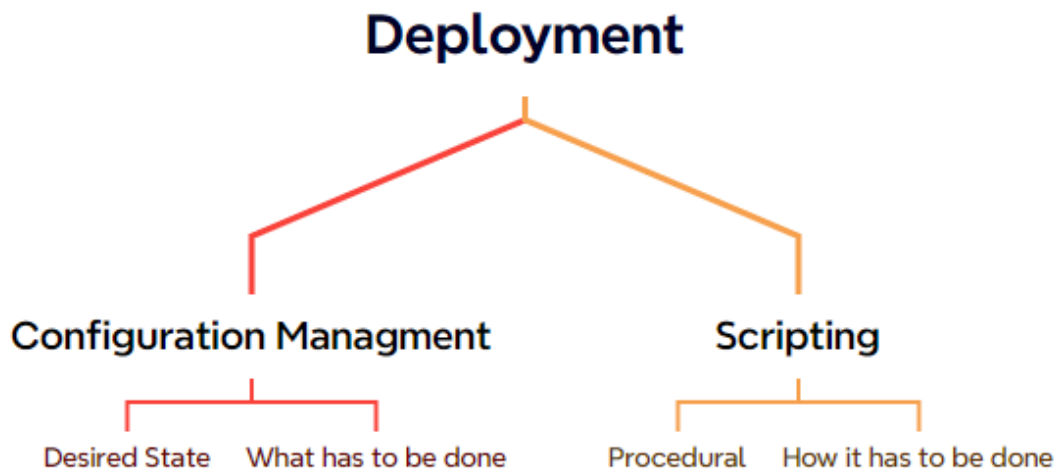 Deployment
Configuration Managment
Scripting
Desired State
What has to be done
Procedural
How it has to be done